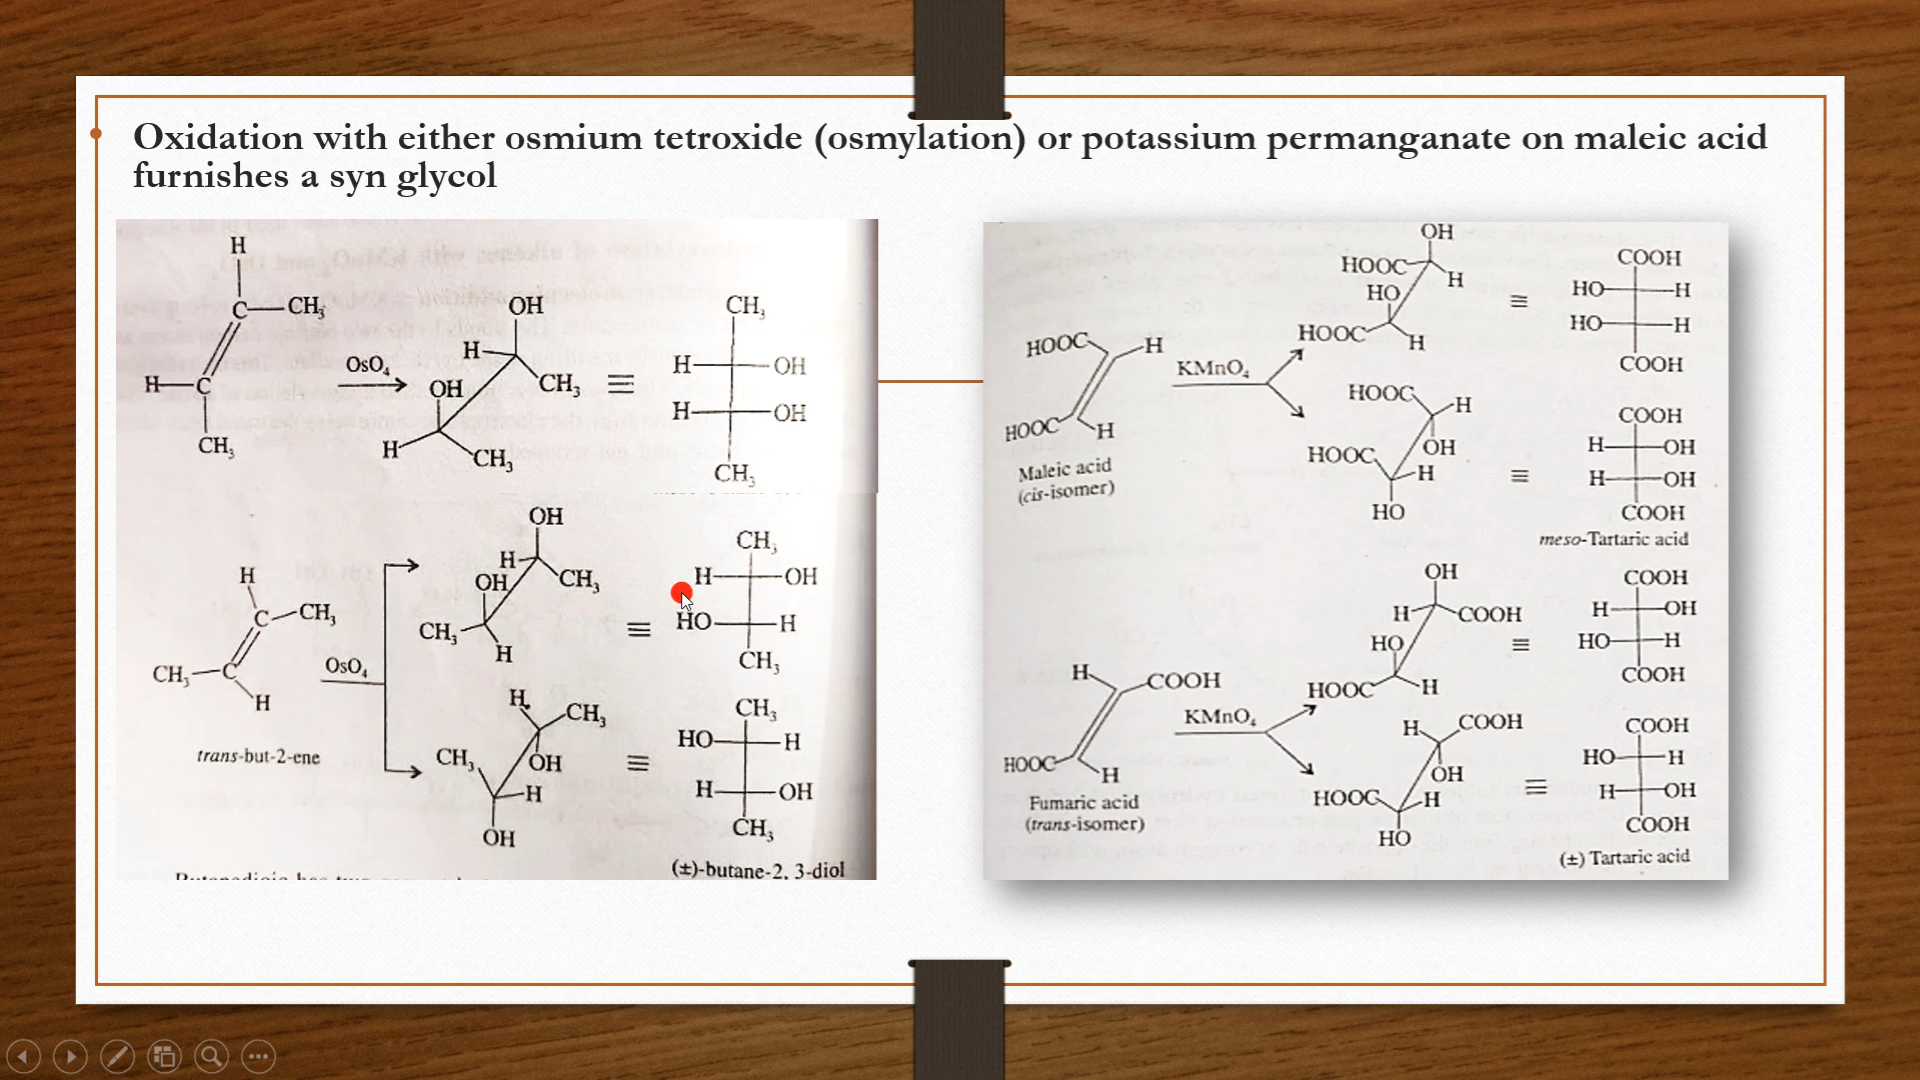 Oxidation with either osmium tetroxide (osmylation) or potassium permanganate on maleic acid
furnishes a syn glycol
H
C—CH₃
H—C
CH₃
OsO₄
OH
H
OH
CH₃
H
CH₃
≡
CH₃
H OH
H OH
CH₃
H
C—CH₃
CH₃—C
H
trans-but-2-ene
OsO₄
OH
H
OH
CH₃
CH₃
H
≡
CH₃
H OH
HO H
CH₃
H
CH₃
CH₃
OH
H
OH
≡
CH₃
HO H
H OH
CH₃
(±)-butane-2, 3-diol
HOOC H
HOOC H
Maleic acid
(cis-isomer)
KMnO₄
OH
HOOC
H
HO
HOOC
H
≡
COOH
HO H
HO H
COOH
HOOC
H
OH
HOOC
H
HO
≡
COOH
H OH
H OH
COOH
meso-Tartaric acid
H COOH
HOOC H
Fumaric acid
(trans-isomer)
KMnO₄
OH
H COOH
HO
HOOC H
≡
COOH
H OH
HO H
COOH
H COOH
OH
HOOC H
HO
≡
COOH
HO H
H OH
COOH
(±) Tartaric acid